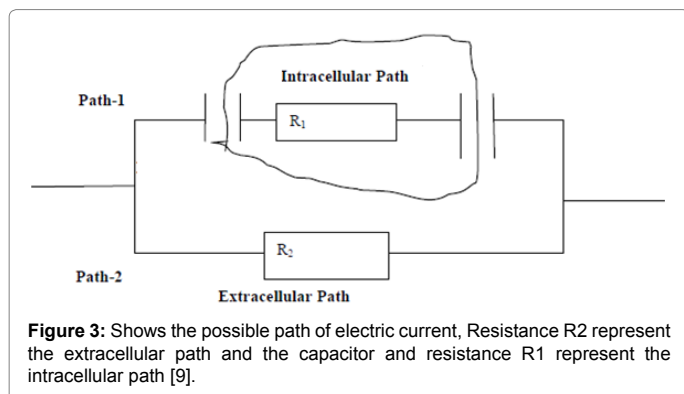 Intracellular Path
Path-1
R1
R2
Path-2
Extracellular Path
Figure 3: Shows the possible path of electric current, Resistance R2 represent
the extracellular path and the capacitor and resistance R1 represent the
intracellular path [9].